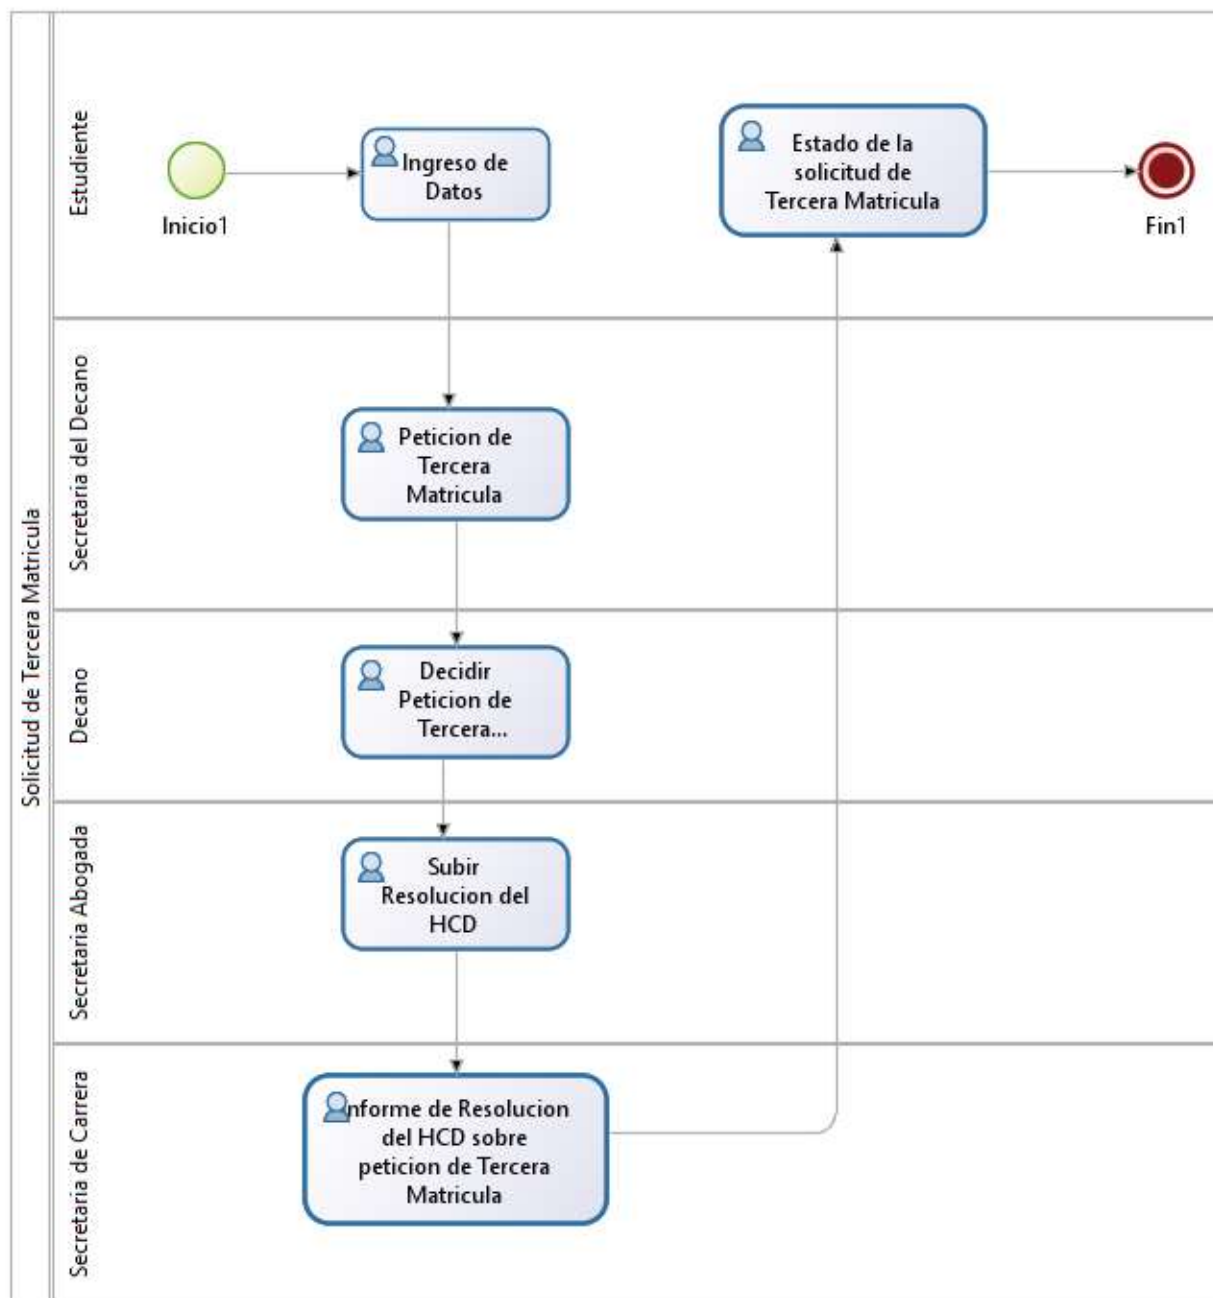 Solicitud de Tercera Matricula
Estudiente
Inicio1
Ingreso de
Datos
Estado de la
solicitud de
Tercera Matricula
Fin1
Secretaria del Decano
Peticion de
Tercera
Matricula
Decano
Decidir
Peticion de
Tercera...
Secretaria Abogada
Subir
Resolucion del
HCD
Secretaria de Carrera
nforme de Resolucion
del HCD sobre
peticion de Tercera
Matricula